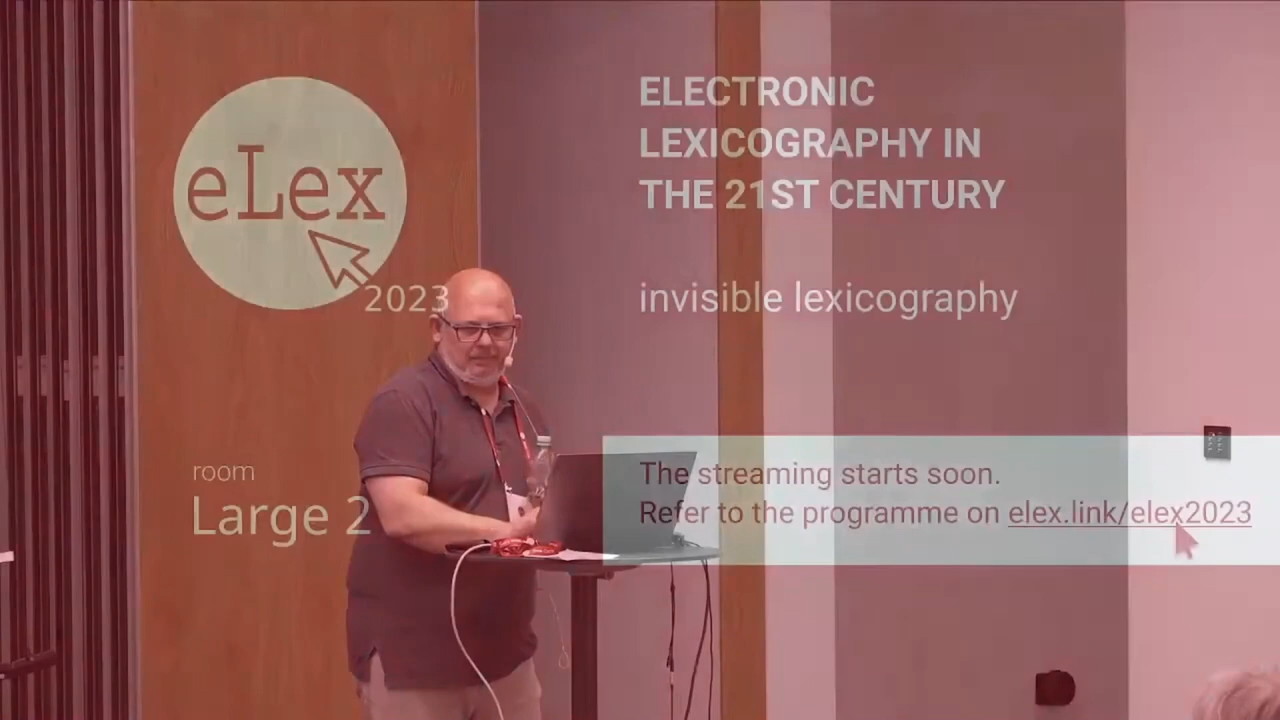 eLex
2023
ELECTRONIC
LEXICOGRAPHY IN
THE 21ST CENTURY
invisible lexicography
room
Large 2
The streaming starts soon.
Refer to the programme on elex.link/elex2023